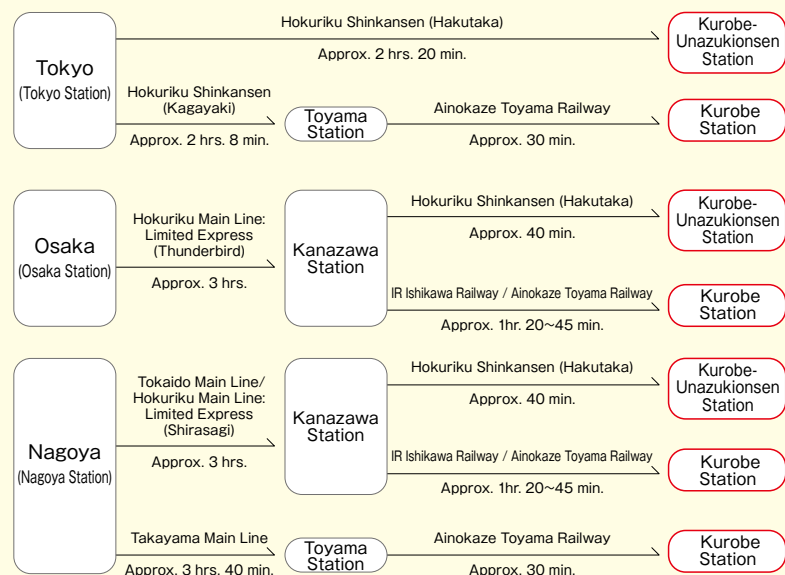 Tokyo
(Tokyo Station)
Hokuriku Shinkansen (Hakutaka)
Approx. 2 hrs. 20 min.
Kurobe-
Unazukionsen
Station
Hokuriku Shinkansen
(Kagayaki)
Approx. 2 hrs. 8 min.
Toyama
Station
Ainokaze Toyama Railway
Approx. 30 min.
Kurobe
Station
Osaka
(Osaka Station)
Hokuriku Main Line:
Limited Express
(Thunderbird)
Approx. 3 hrs.
Kanazawa
Station
Hokuriku Shinkansen (Hakutaka)
Approx. 40 min.
Kurobe-
Unazukionsen
Station
IR Ishikawa Railway / Ainokaze Toyama Railway
Approx. 1hr. 20~45 min.
Kurobe
Station
Nagoya
(Nagoya Station)
Tokaido Main Line/
Hokuriku Main Line:
Limited Express
(Shirasagi)
Approx. 3 hrs.
Kanazawa
Station
Hokuriku Shinkansen (Hakutaka)
Approx. 40 min.
Kurobe-
Unazukionsen
Station
IR Ishikawa Railway / Ainokaze Toyama Railway
Approx. 1hr. 20~45 min.
Kurobe
Station
Takayama Main Line
Approx. 3 hrs. 40 min.
Toyama
Station
Ainokaze Toyama Railway
Approx. 30 min.
Kurobe
Station